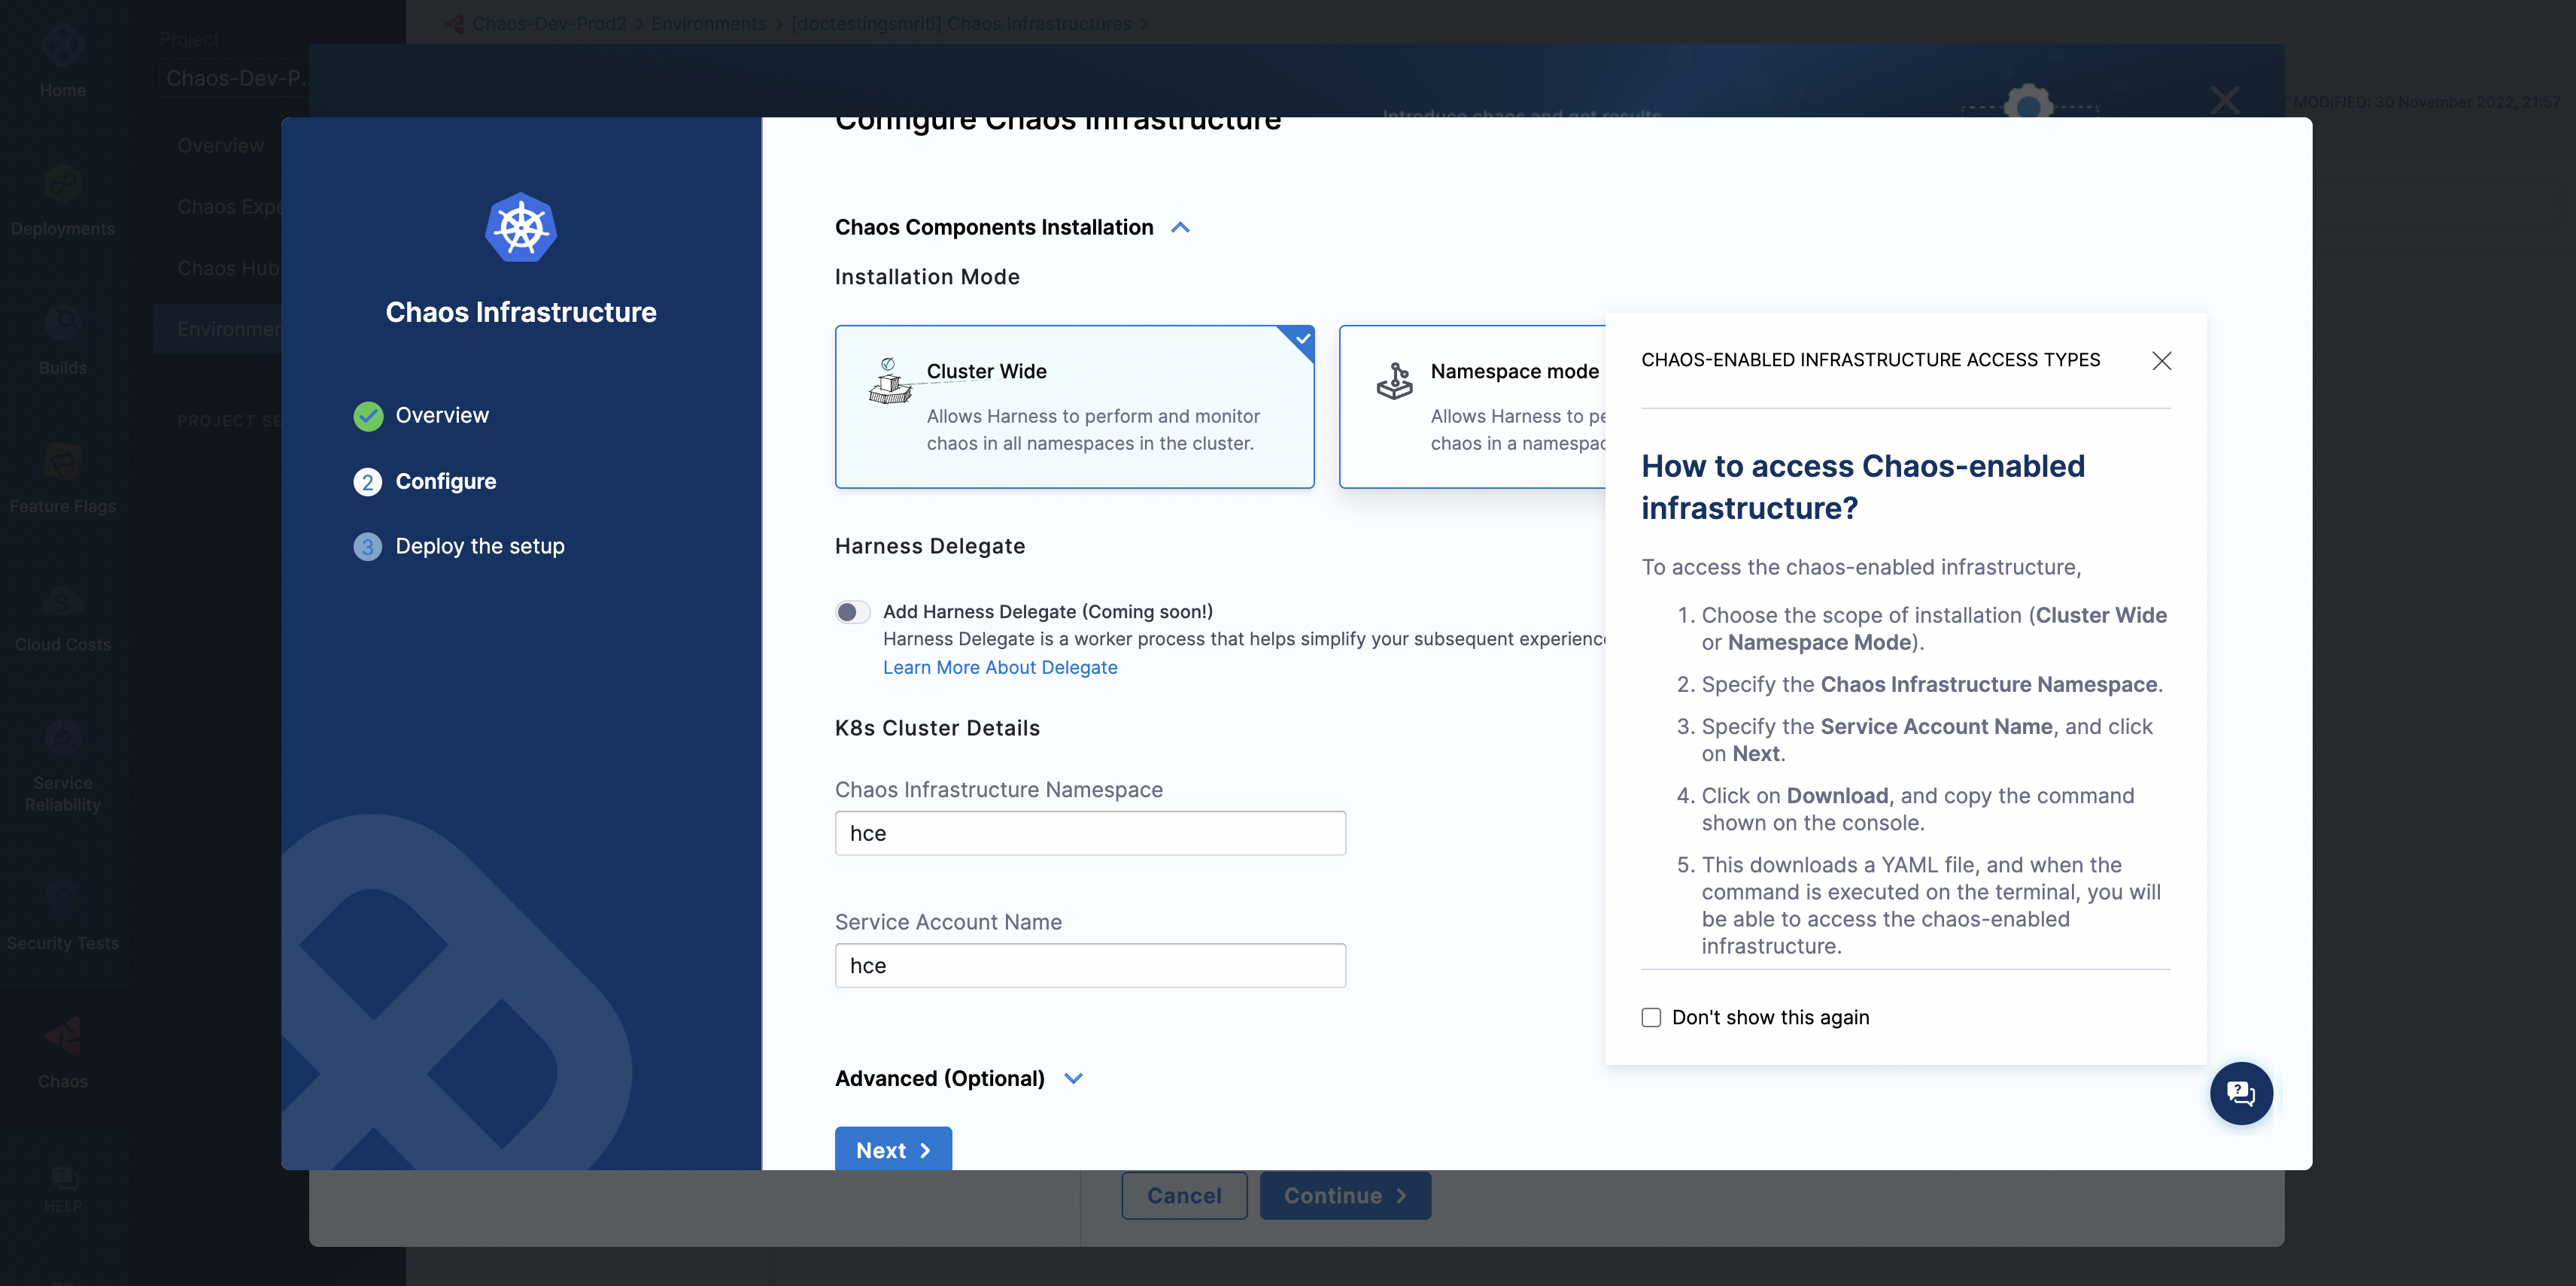 Chaos-Dev-Prod2 > Environments > [doctestingsmriti] Chaos Infrastructures >
Project
Chaos-Dev-P...
MODIFIED: 30 November 2022, 21:57
Home
Overview
Deployments
Chaos Expe
Chaos Hub
Environmen
Builds
PROJECT SE
Feature Flags
Cloud Costs
Service
Reliability
Security Tests
Chaos
HELP
Introduce chaos and get results
Chaos Infrastructure
Overview
2 Configure
3 Deploy the setup
Configure Chaos Infrastructure
Chaos Components Installation
Installation Mode
Cluster Wide
Allows Harness to perform and monitor
chaos in all namespaces in the cluster.
Namespace mode
Allows Harness to pe
chaos in a namespac
Harness Delegate
Add Harness Delegate (Coming soon!)
Harness Delegate is a worker process that helps simplify your subsequent experienc
Learn More About Delegate
K8s Cluster Details
Chaos Infrastructure Namespace
hce
Service Account Name
hce
Advanced (Optional)
Next >
CHAOS-ENABLED INFRASTRUCTURE ACCESS TYPES
How to access Chaos-enabled
infrastructure?
To access the chaos-enabled infrastructure,
1. Choose the scope of installation (Cluster Wide
or Namespace Mode).
2. Specify the Chaos Infrastructure Namespace.
3. Specify the Service Account Name, and click
on Next.
4. Click on Download, and copy the command
shown on the console.
5. This downloads a YAML file, and when the
command is executed on the terminal, you will
be able to access the chaos-enabled
infrastructure.
Don't show this again
Cancel
Continue >